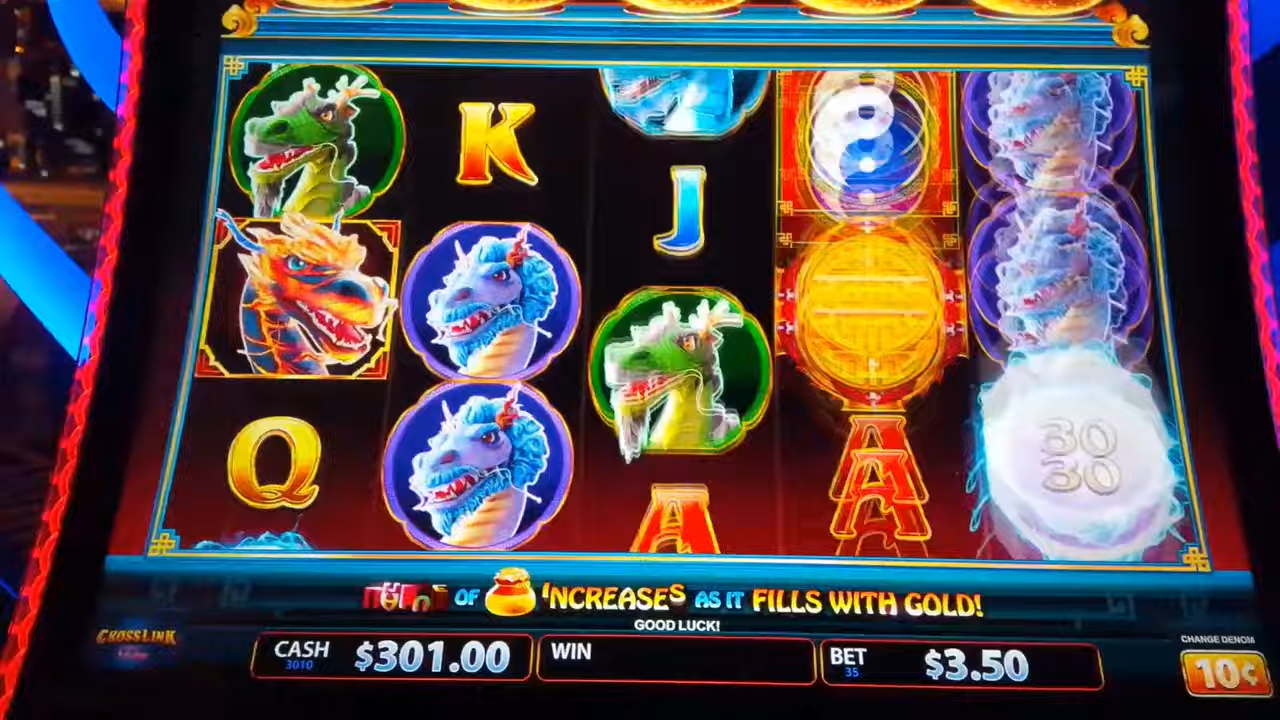 K
J
Q
30
30
A
A
A
OF INCREASES AS IT FILLS WITH GOLD!
GOOD LUCK!
CROSSLINK
CASH $301.00
3010
WIN
BET $3.50
35
CHANGE DENOM
10¢